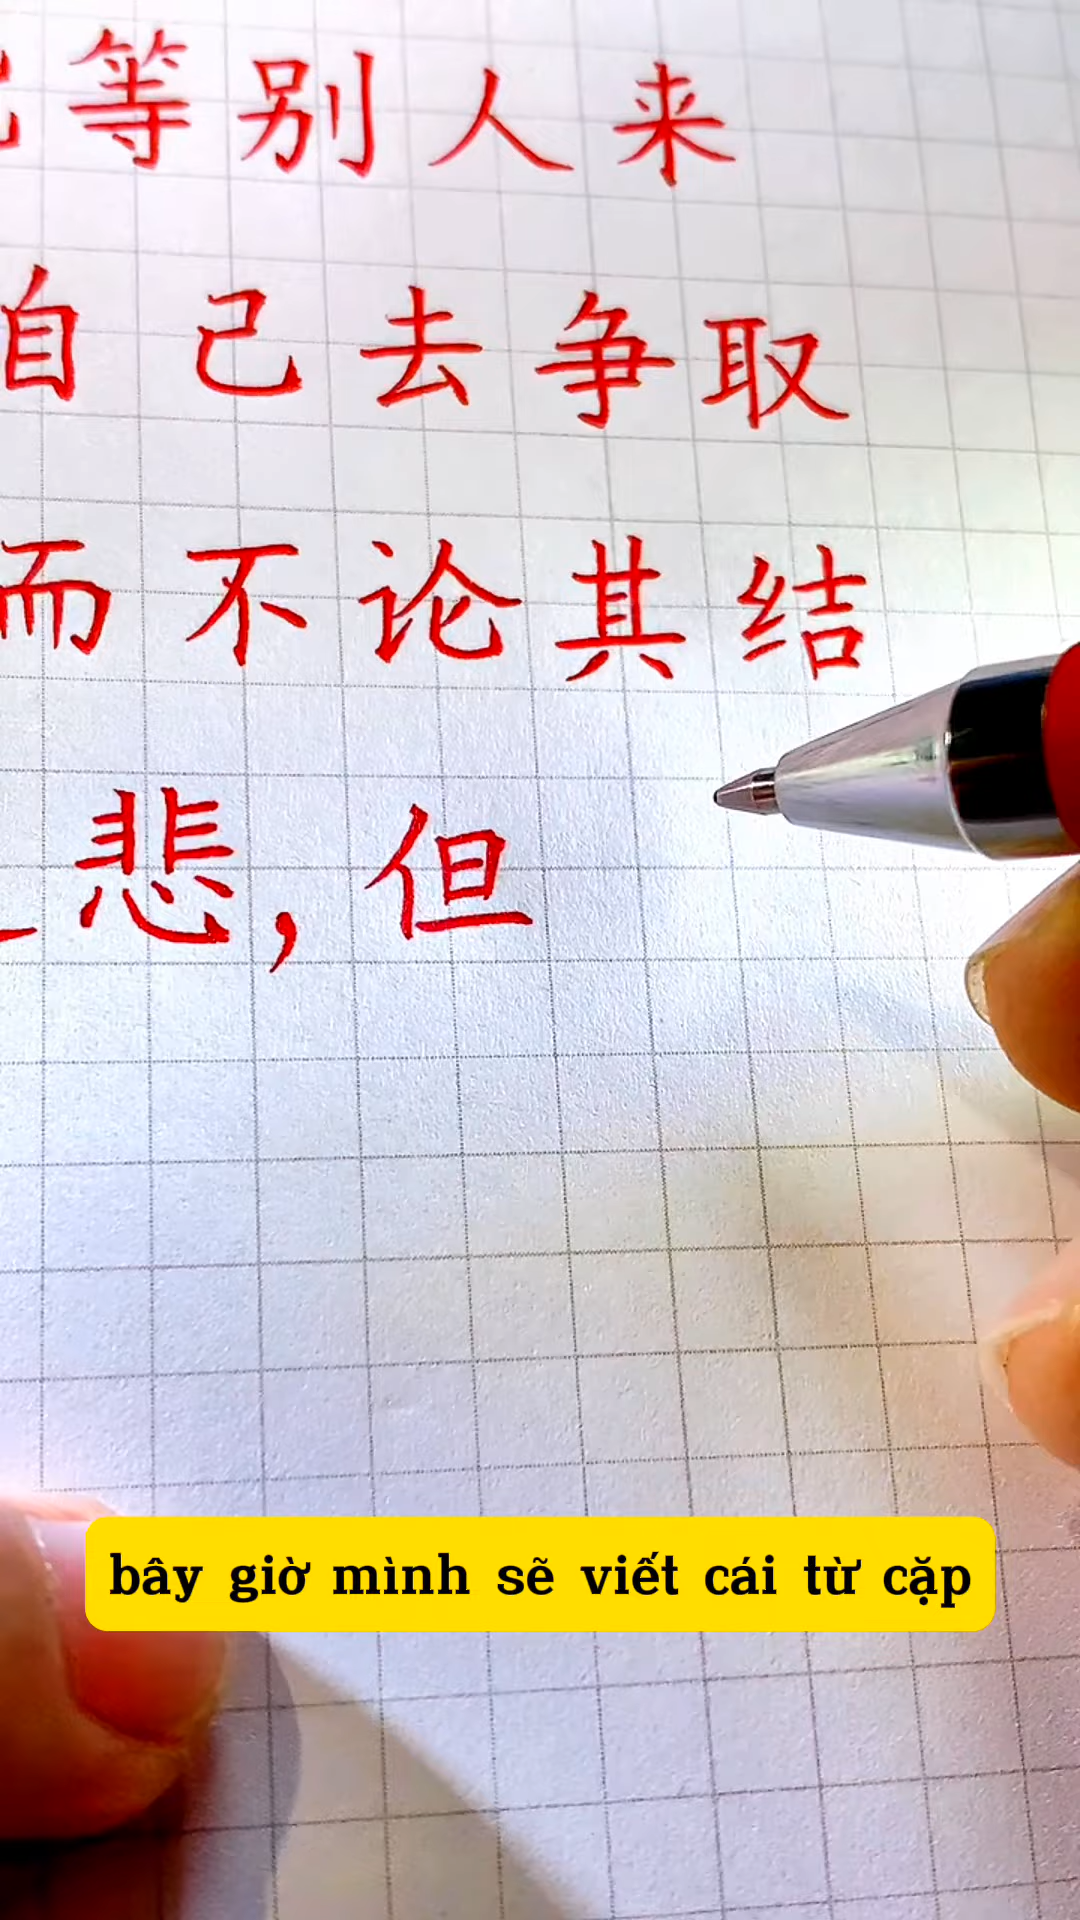 等别人来
自己去争取
而不论其结
悲,但
bây giờ mình sẽ viết cái từ cặp